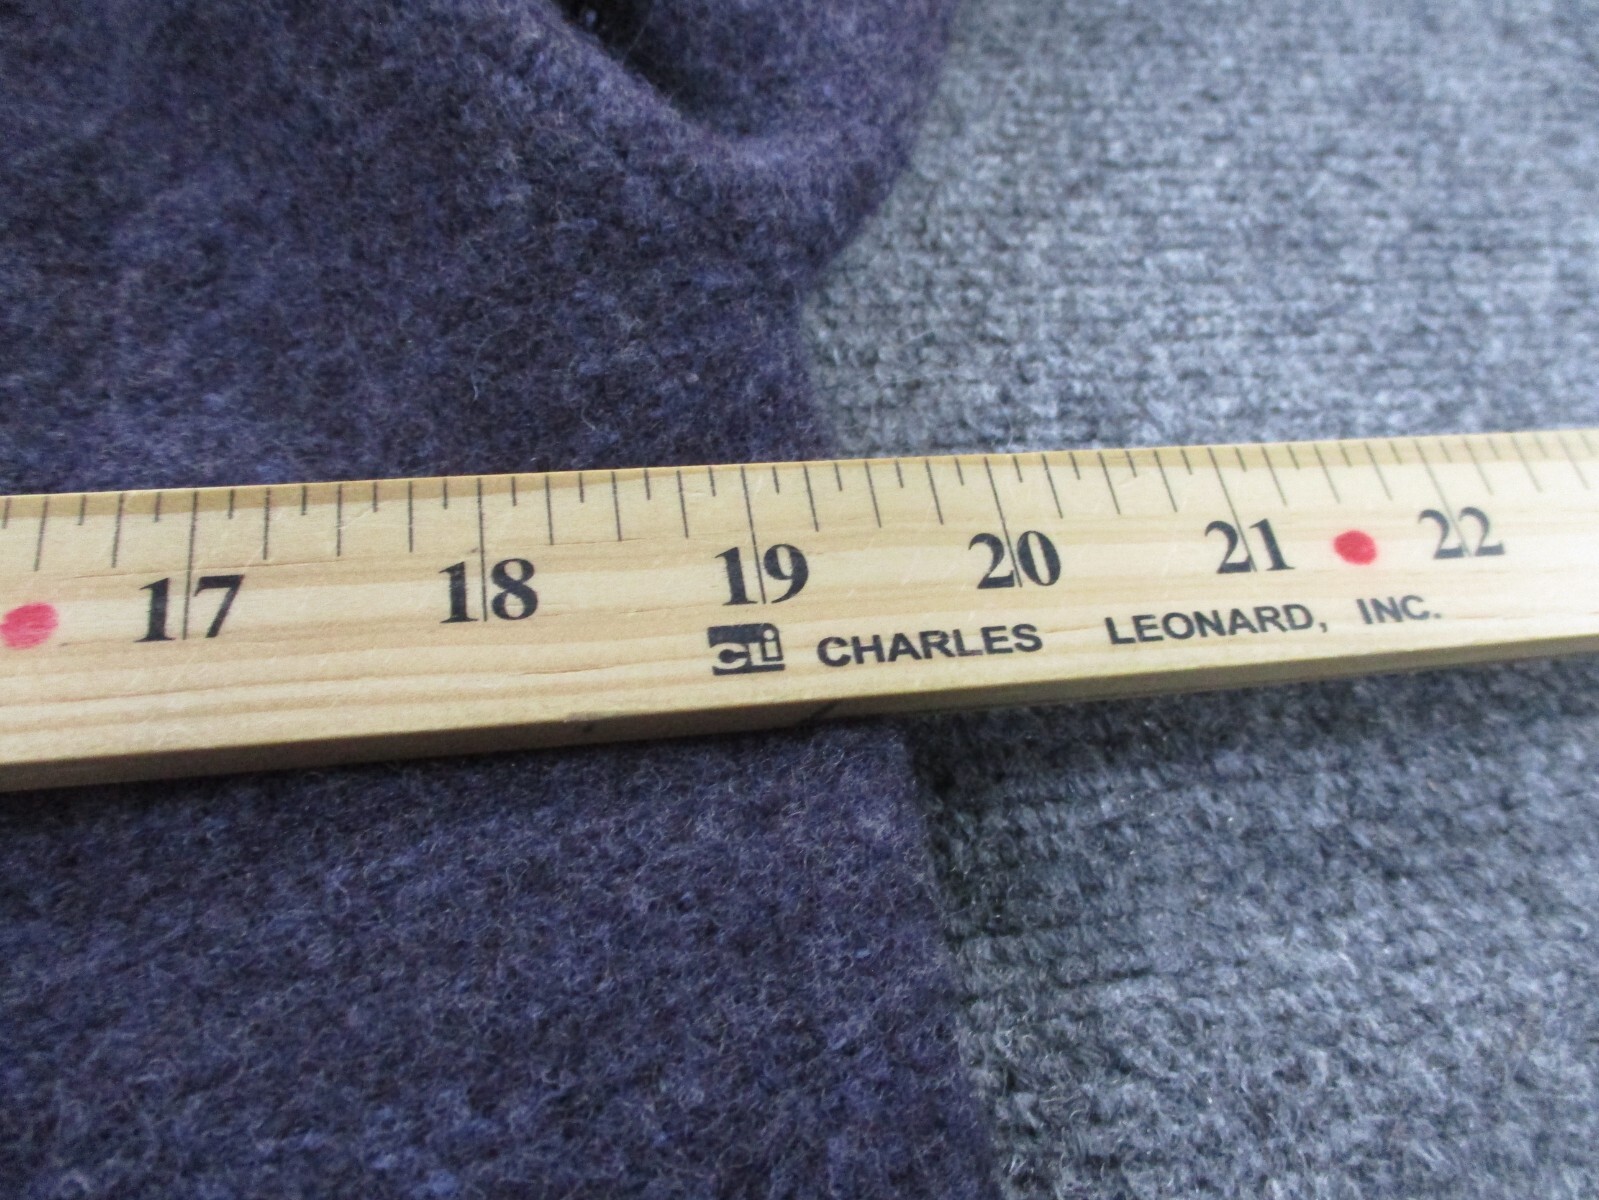 17 18 19 20 21 22
cli CHARLES LEONARD, INC.